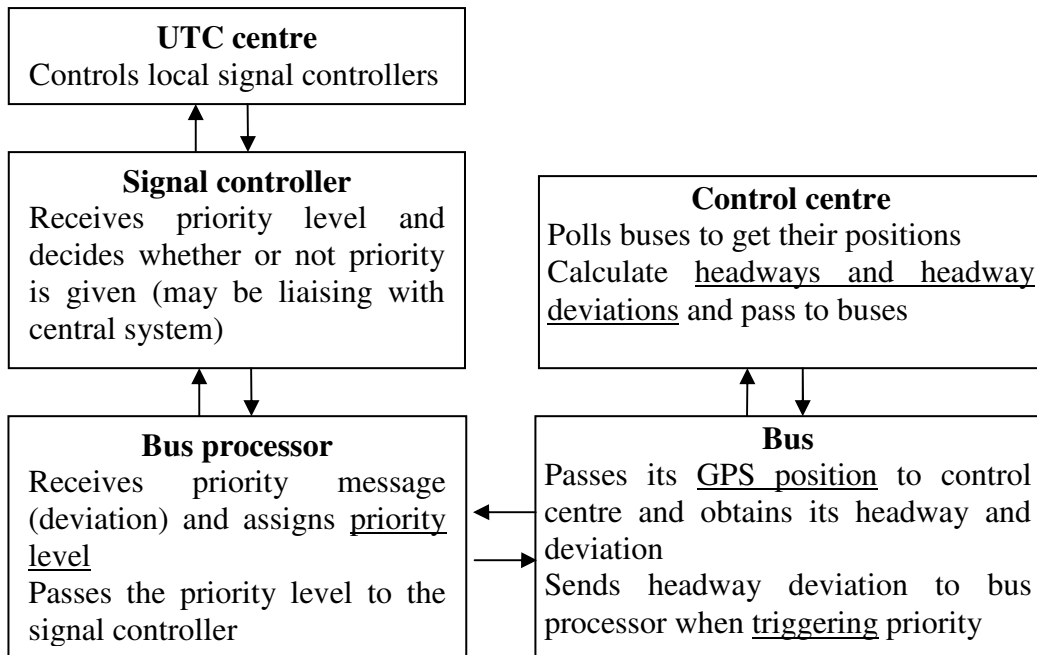 UTC centre
Controls local signal controllers
Signal controller
Receives priority level and
decides whether or not priority
is given (may be liaising with
central system)
Control centre
Polls buses to get their positions
Calculate headways and headway
deviations and pass to buses
Bus processor
Receives priority message
(deviation) and assigns priority
level
Passes the priority level to the
signal controller
Bus
Passes its GPS position to control
centre and obtains its headway and
deviation
Sends headway deviation to bus
processor when triggering priority